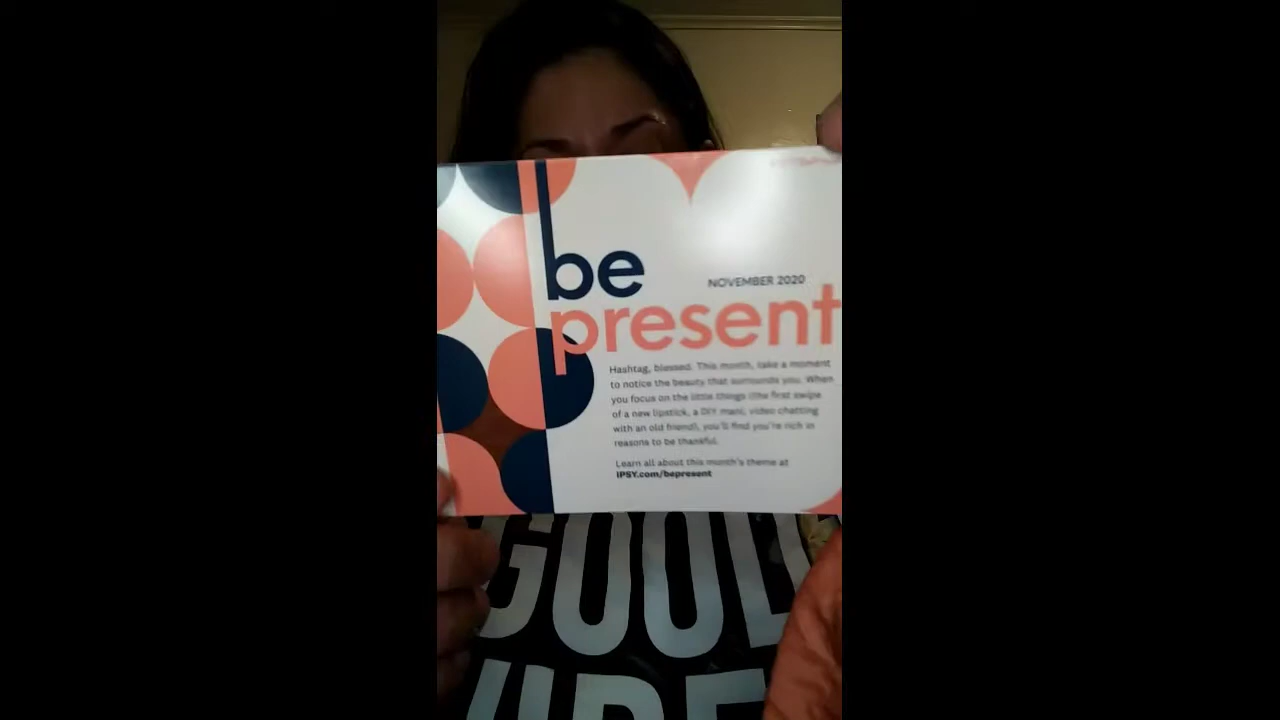 be
NOVEMBER 2020
present
Hashtag, blessed. This month, take a moment
to notice the beauty that surrounds you. When
you focus on the little things (the first swipe
of a new lipstick, a DIY mani, video chatting
with an old friend), you'll find you're rich in
reasons to be thankful.
Learn all about this month's theme at
IPSY.com/bepresent
GOOD